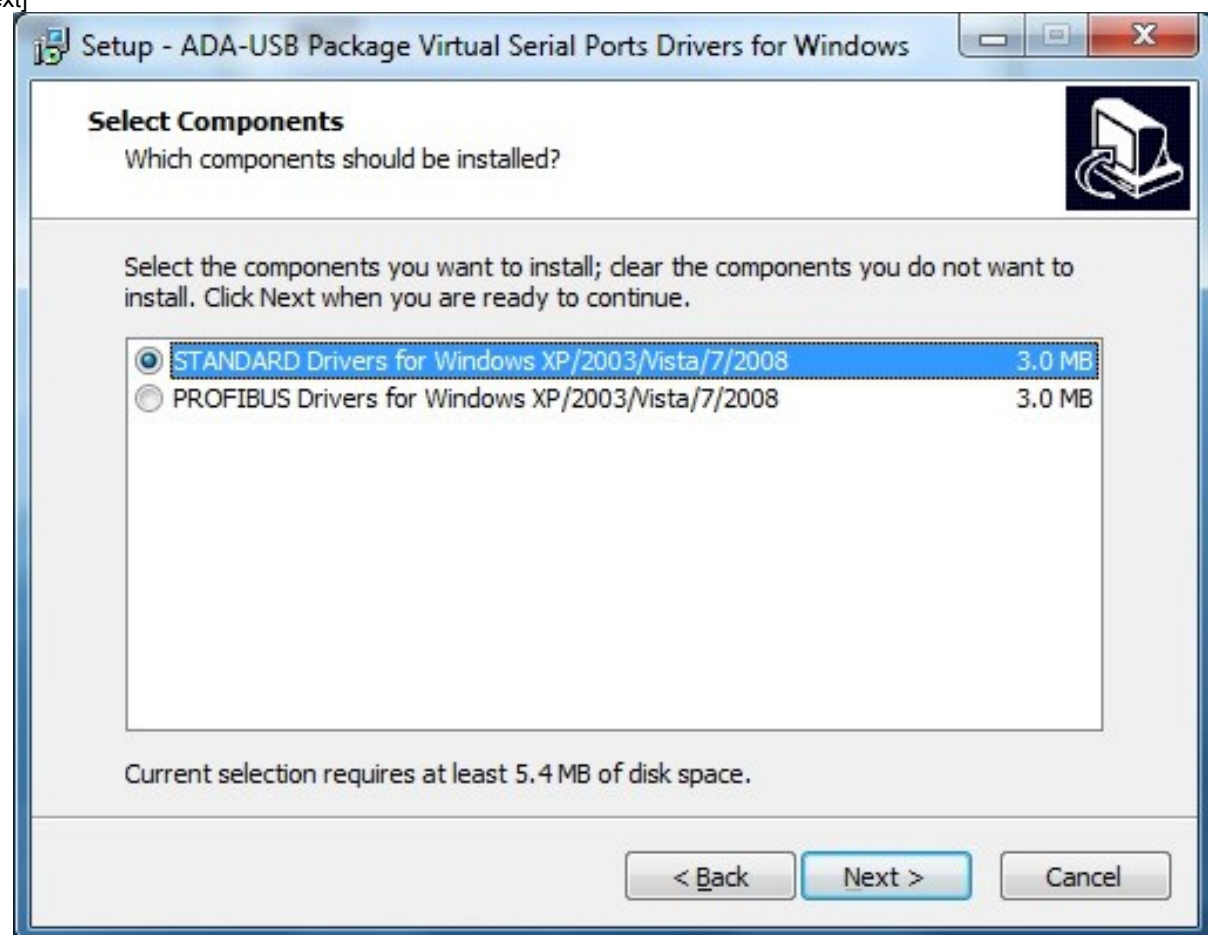 ext]
Setup - ADA-USB Package Virtual Serial Ports Drivers for Windows
Select Components
Which components should be installed?
Select the components you want to install; clear the components you do not want to
install. Click Next when you are ready to continue.
STANDARD Drivers for Windows XP/2003/Vista/7/2008 3.0 MB
PROFIBUS Drivers for Windows XP/2003/Vista/7/2008 3.0 MB
Current selection requires at least 5.4 MB of disk space.
< Back Next > Cancel